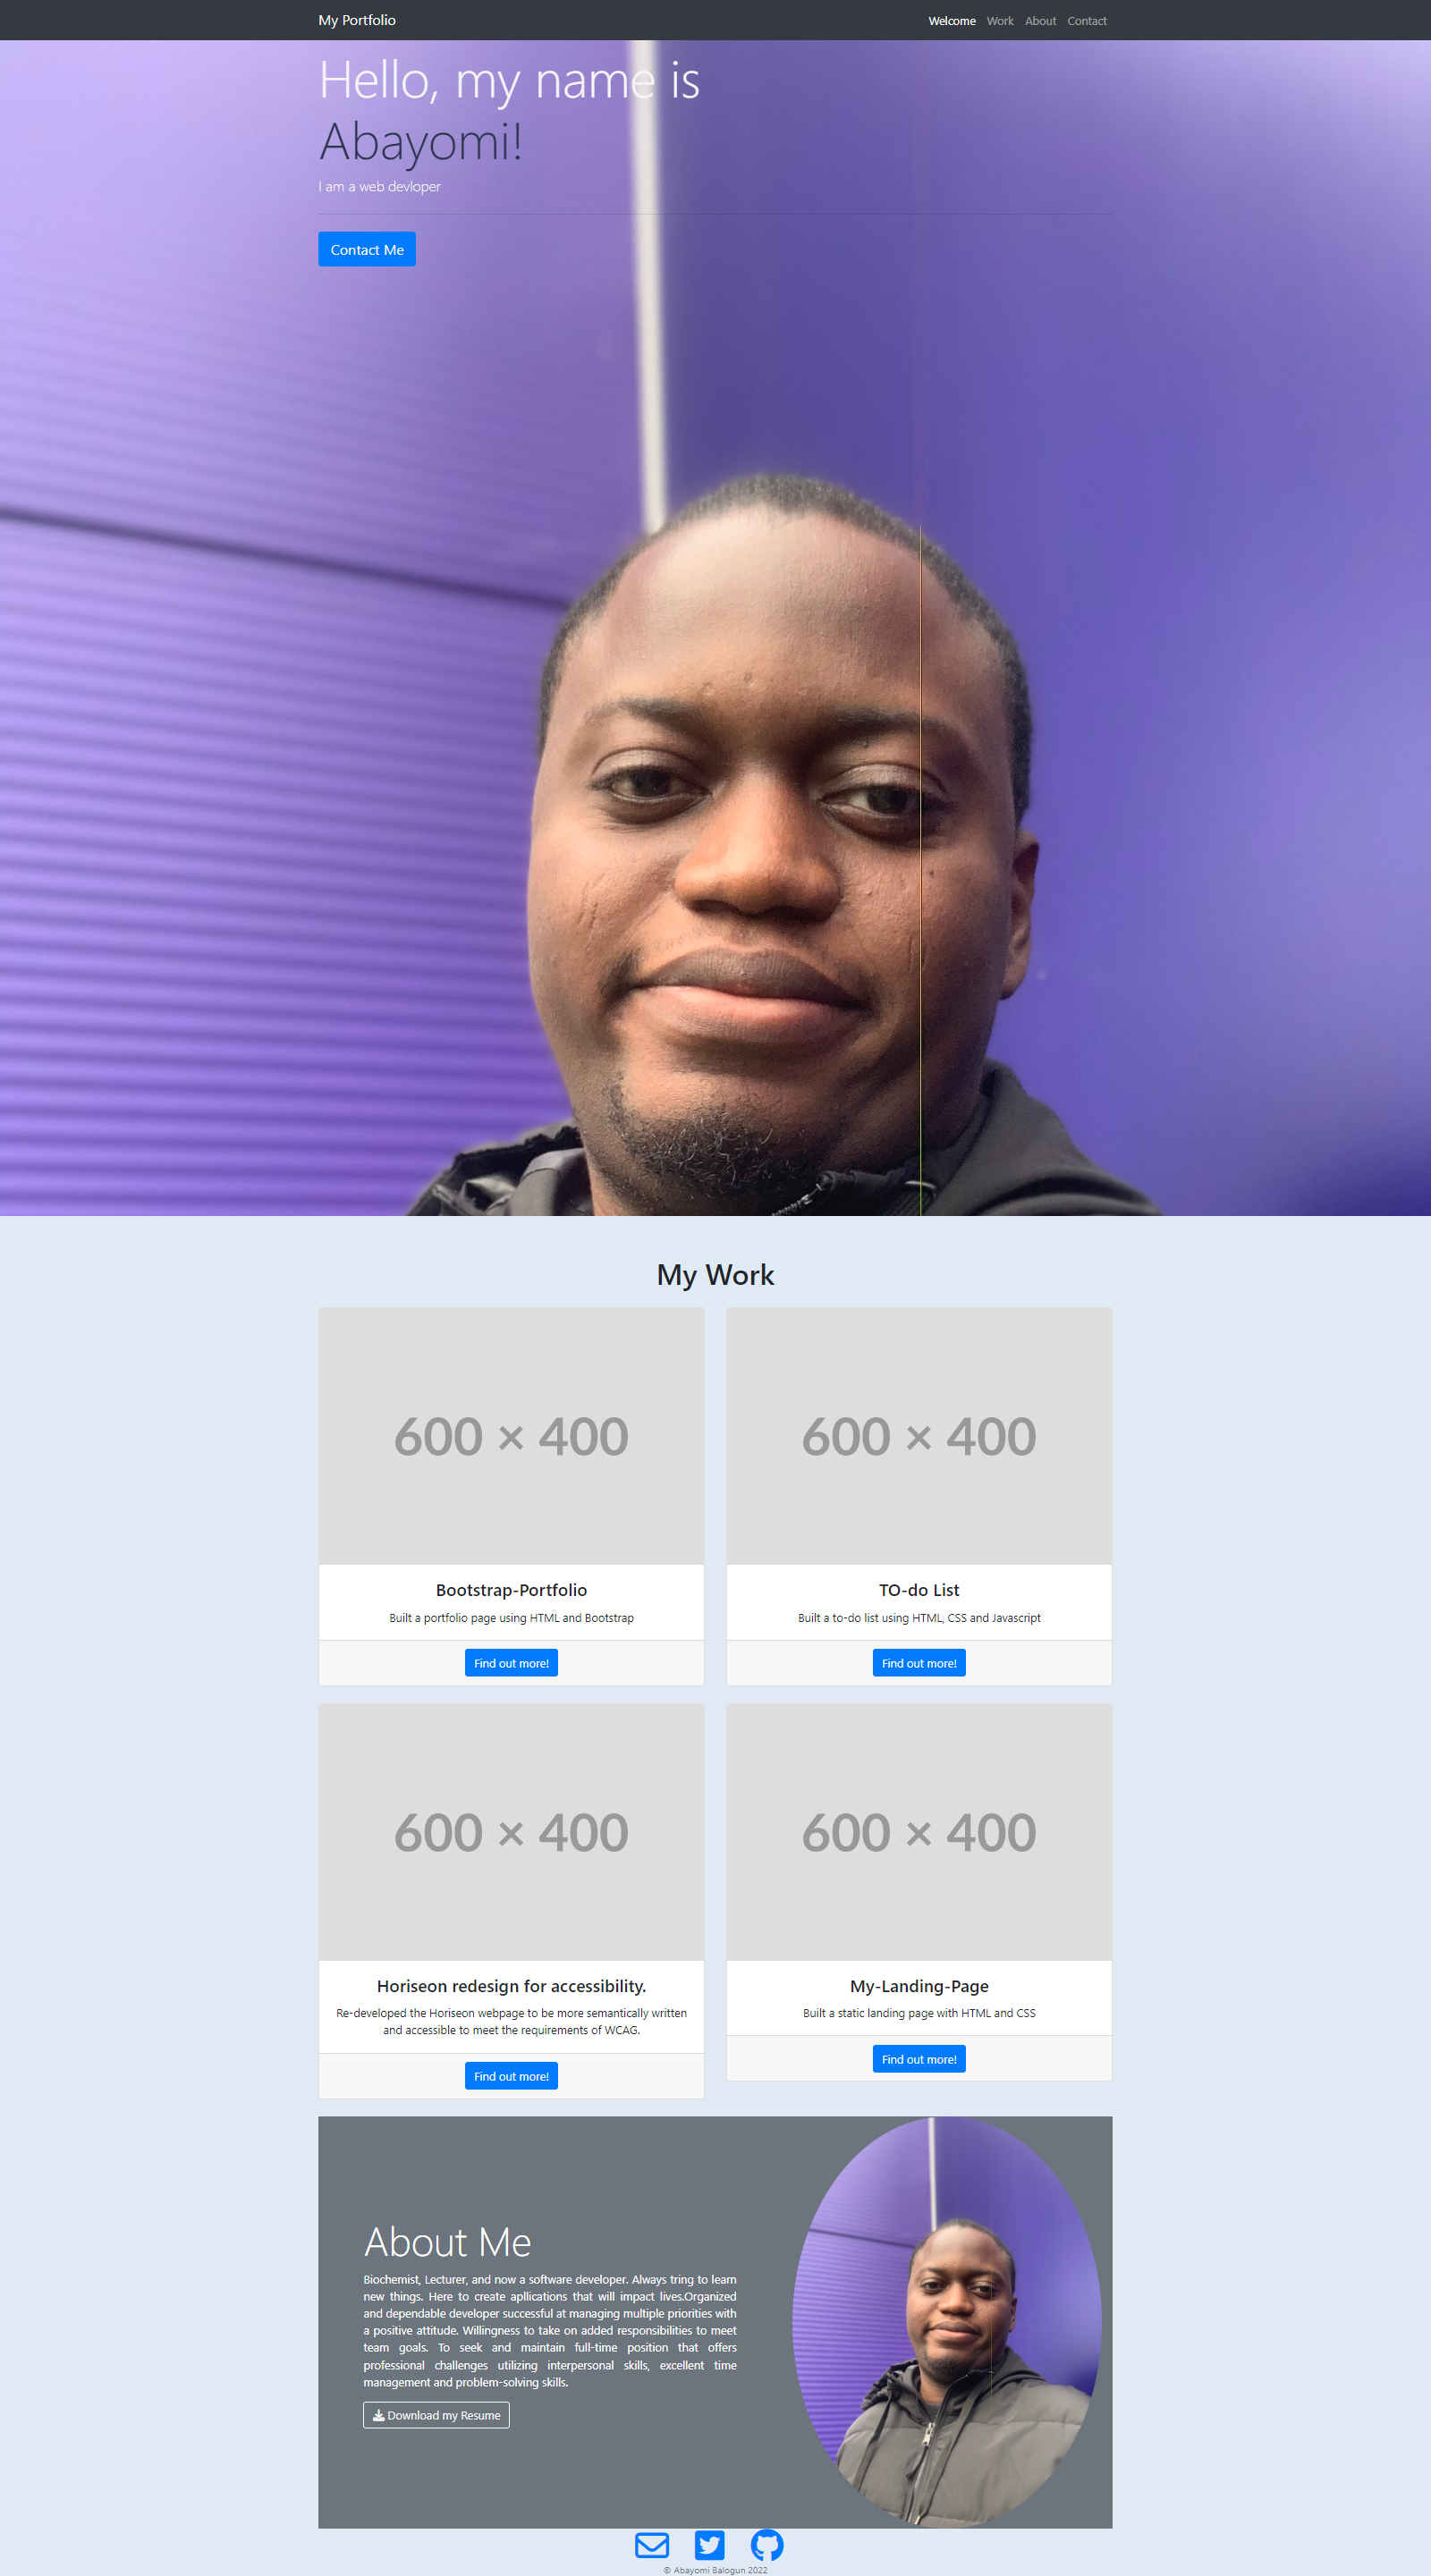 My Portfolio
Welcome Work About Contact
Hello, my name is
Abayomi!
I am a web devloper
Contact Me
My Work
600 × 400
600 × 400
Bootstrap-Portfolio
Built a portfolio page using HTML and Bootstrap
Find out more!
TO-do List
Built a to-do list using HTML, CSS and Javascript
Find out more!
600 × 400
600 × 400
Horiseon redesign for accessibility.
Re-developed the Horiseon webpage to be more semantically written
and accessible to meet the requirements of WCAG.
Find out more!
My-Landing-Page
Built a static landing page with HTML and CSS
Find out more!
About Me
Biochemist, Lecturer, and now a software developer. Always tring to learn
new things. Here to create apllications that will impact lives.Organized
and dependable developer successful at managing multiple priorities with
a positive attitude. Willingness to take on added responsibilities to meet
team goals. To seek and maintain full-time position that offers
professional challenges utilizing interpersonal skills, excellent time
management and problem-solving skills.
Download my Resume
© Abayomi Balogun 2022